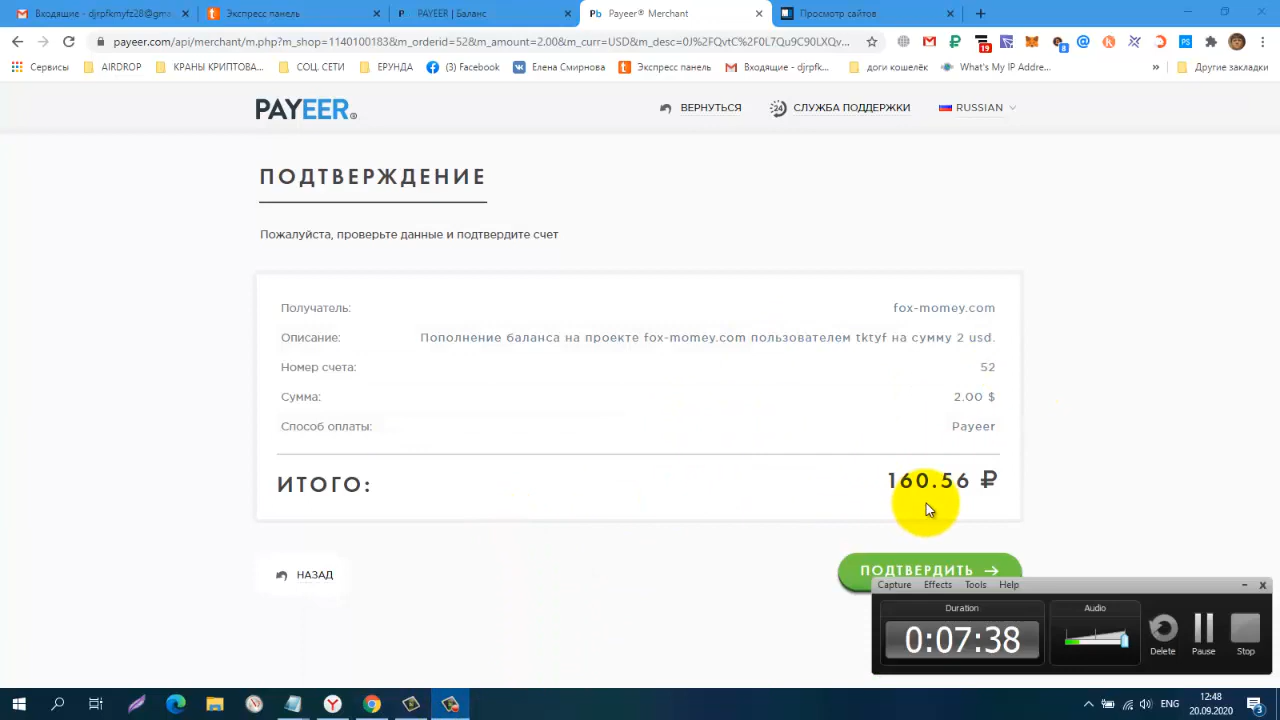 Входящие - djrpfkmyfz28@gma
Экспресс панель
PAYEER | Баланс
Payeer® Merchant
Просмотр сайтов
payeer.com/api/merchant/m.php?m_shop=1140100183&m_orderid=52&m_amount=2.00&m_curr=USD&m_desc=0J%2FQvtC%2F0L7Qu9C90LXQv...
19
8
Сервисы
AIRDROP
КРАНЫ КРИПТОВА...
СОЦ. СЕТИ
ЕРУНДА
(3) Facebook
Елена Смирнова
Экспресс панель
Входящие - djrpfk...
доги кошелёк
What's My IP Addre...
»
Другие закладки
PAYEER®
ВЕРНУТЬСЯ
24 СЛУЖБА ПОДДЕРЖКИ
RUSSIAN
ПОДТВЕРЖДЕНИЕ
Пожалуйста, проверьте данные и подтвердите счет
Получатель: fox-momey.com
Описание: Пополнение баланса на проекте fox-momey.com пользователем tktyf на сумму 2 usd.
Номер счета: 52
Сумма: 2.00 $
Способ оплаты: Payeer
ИТОГО: 160.56 ₽
НАЗАД
ПОДТВЕРДИТЬ
Capture Effects Tools Help
Duration
Audio
0:07:38
Delete
Pause
Stop
ENG
12:48
20.09.2020
3